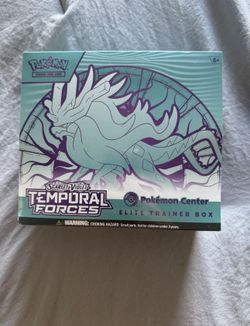 Pokémon
6+
Scarlet & Violet
TEMPORAL
FORCES
Pokémon Center
ELITE TRAINER BOX
WARNING: CHOKING HAZARD